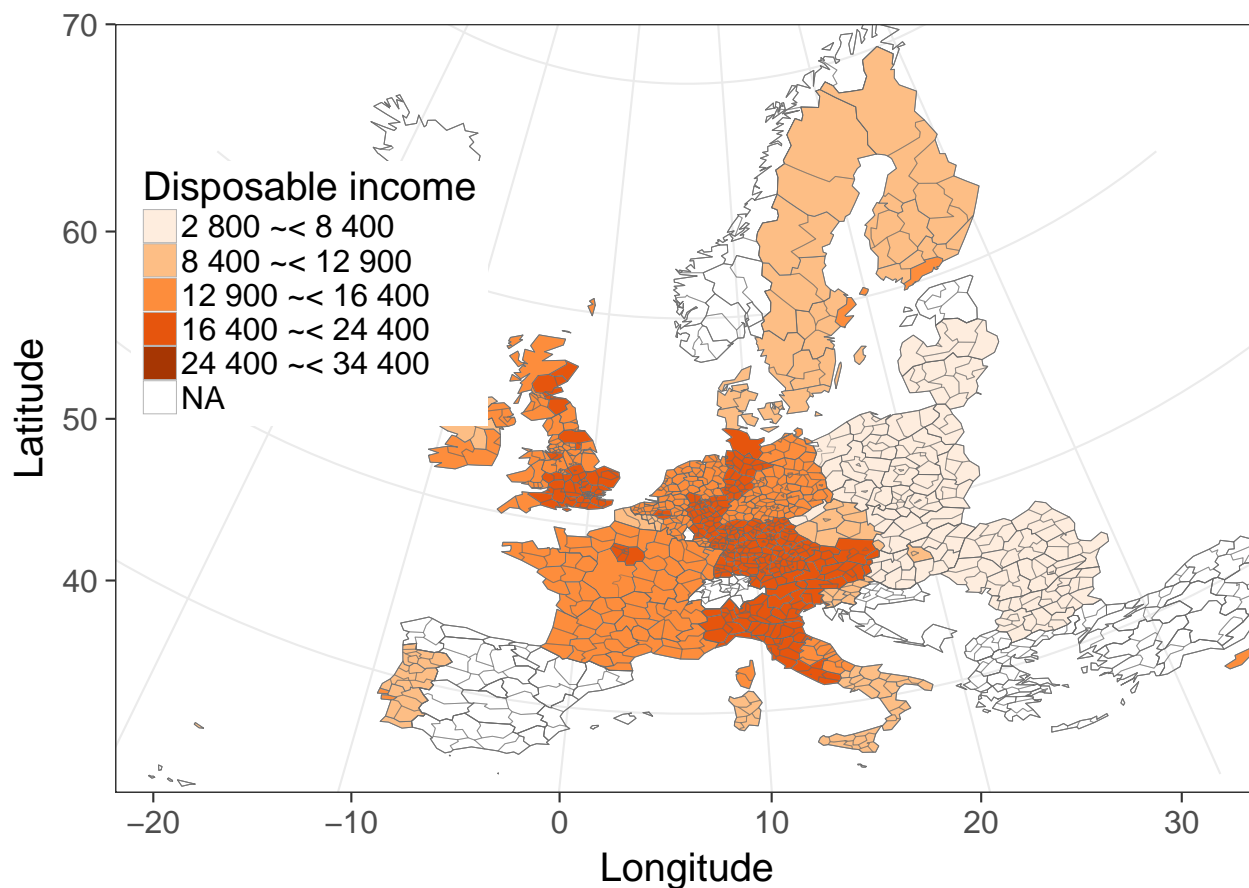 70
60
50
40
Latitude
Disposable income
2 800 ~< 8 400
8 400 ~< 12 900
12 900 ~< 16 400
16 400 ~< 24 400
24 400 ~< 34 400
NA
−20 −10 0 10 20 30
Longitude